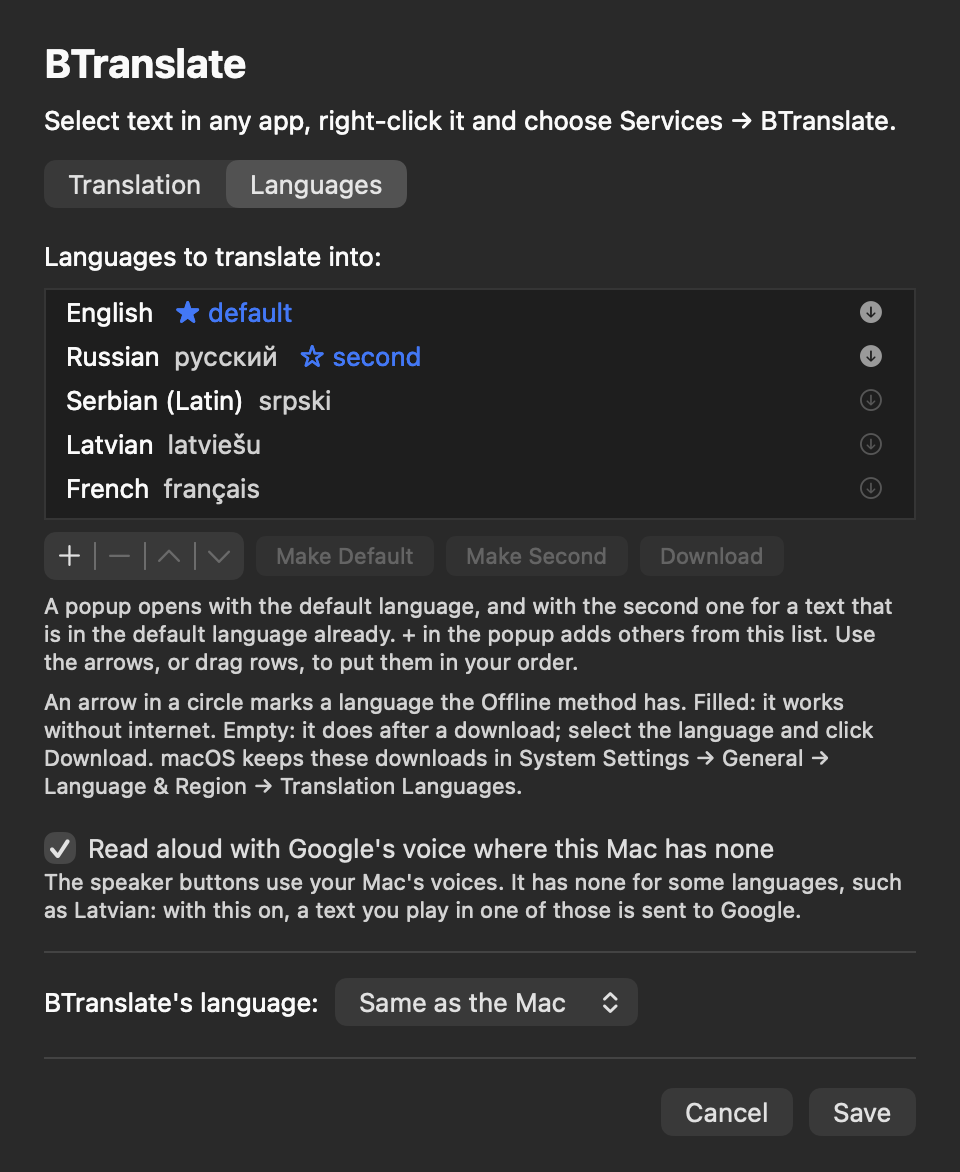 BTranslate
Select text in any app, right-click it and choose Services → BTranslate.
Translation Languages
Languages to translate into:
English ★ default
Russian русский ☆ second
Serbian (Latin) srpski
Latvian latviešu
French français
Make Default Make Second Download
A popup opens with the default language, and with the second one for a text that
is in the default language already. + in the popup adds others from this list. Use
the arrows, or drag rows, to put them in your order.
An arrow in a circle marks a language the Offline method has. Filled: it works
without internet. Empty: it does after a download; select the language and click
Download. macOS keeps these downloads in System Settings → General →
Language & Region → Translation Languages.
Read aloud with Google's voice where this Mac has none
The speaker buttons use your Mac's voices. It has none for some languages, such
as Latvian: with this on, a text you play in one of those is sent to Google.
BTranslate's language: Same as the Mac
Cancel Save